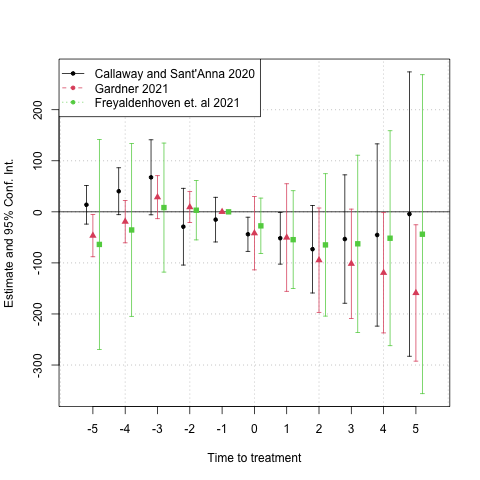 Callaway and Sant'Anna 2020
Gardner 2021
Freyaldenhoven et. al 2021
Estimate and 95% Conf. Int.
200
100
0
-100
-200
-300
-5 -4 -3 -2 -1 0 1 2 3 4 5
Time to treatment